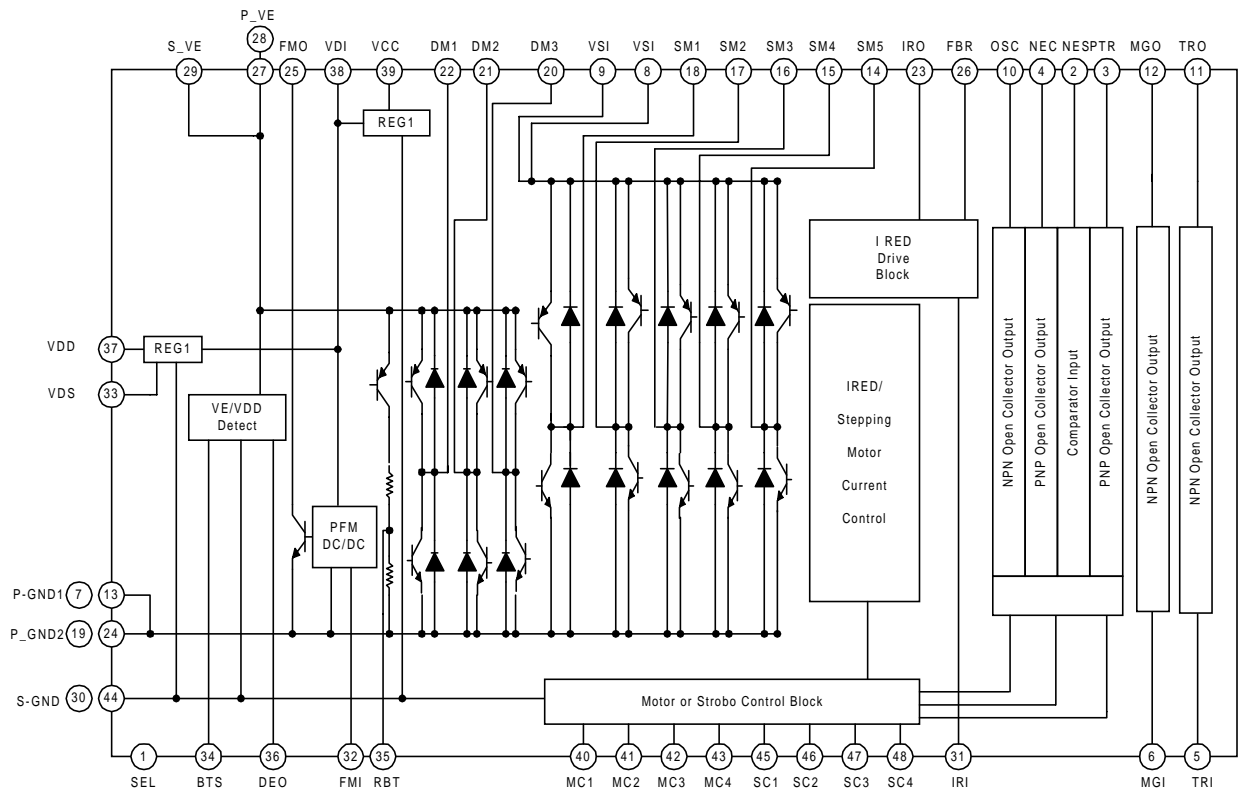 P_VE
28
S_VE FMO VDI VCC DM1 DM2 DM3 VSI VSI SM1 SM2 SM3 SM4 SM5 IRO FBR OSC NEC NES PTR MGO TRO
29 27 25 38 39 22 21 20 9 8 18 17 16 15 14 23 26 10 4 2 3 12 11
REG1
I RED
Drive
Block
VDD 37 REG1
VDS 33
VE/VDD
Detect
IRED/
Stepping
Motor
Current
Control
NPN Open Collector Output
PNP Open Collector Output
Comparator Input
PNP Open Collector Output
NPN Open Collector Output
NPN Open Collector Output
PFM
DC/DC
P-GND1 7 13
P_GND2 19 24
S-GND 30 44
Motor or Strobo Control Block
1 34 36 32 35 40 41 42 43 45 46 47 48 31 6 5
SEL BTS DEO FMI RBT MC1 MC2 MC3 MC4 SC1 SC2 SC3 SC4 IRI MGI TRI